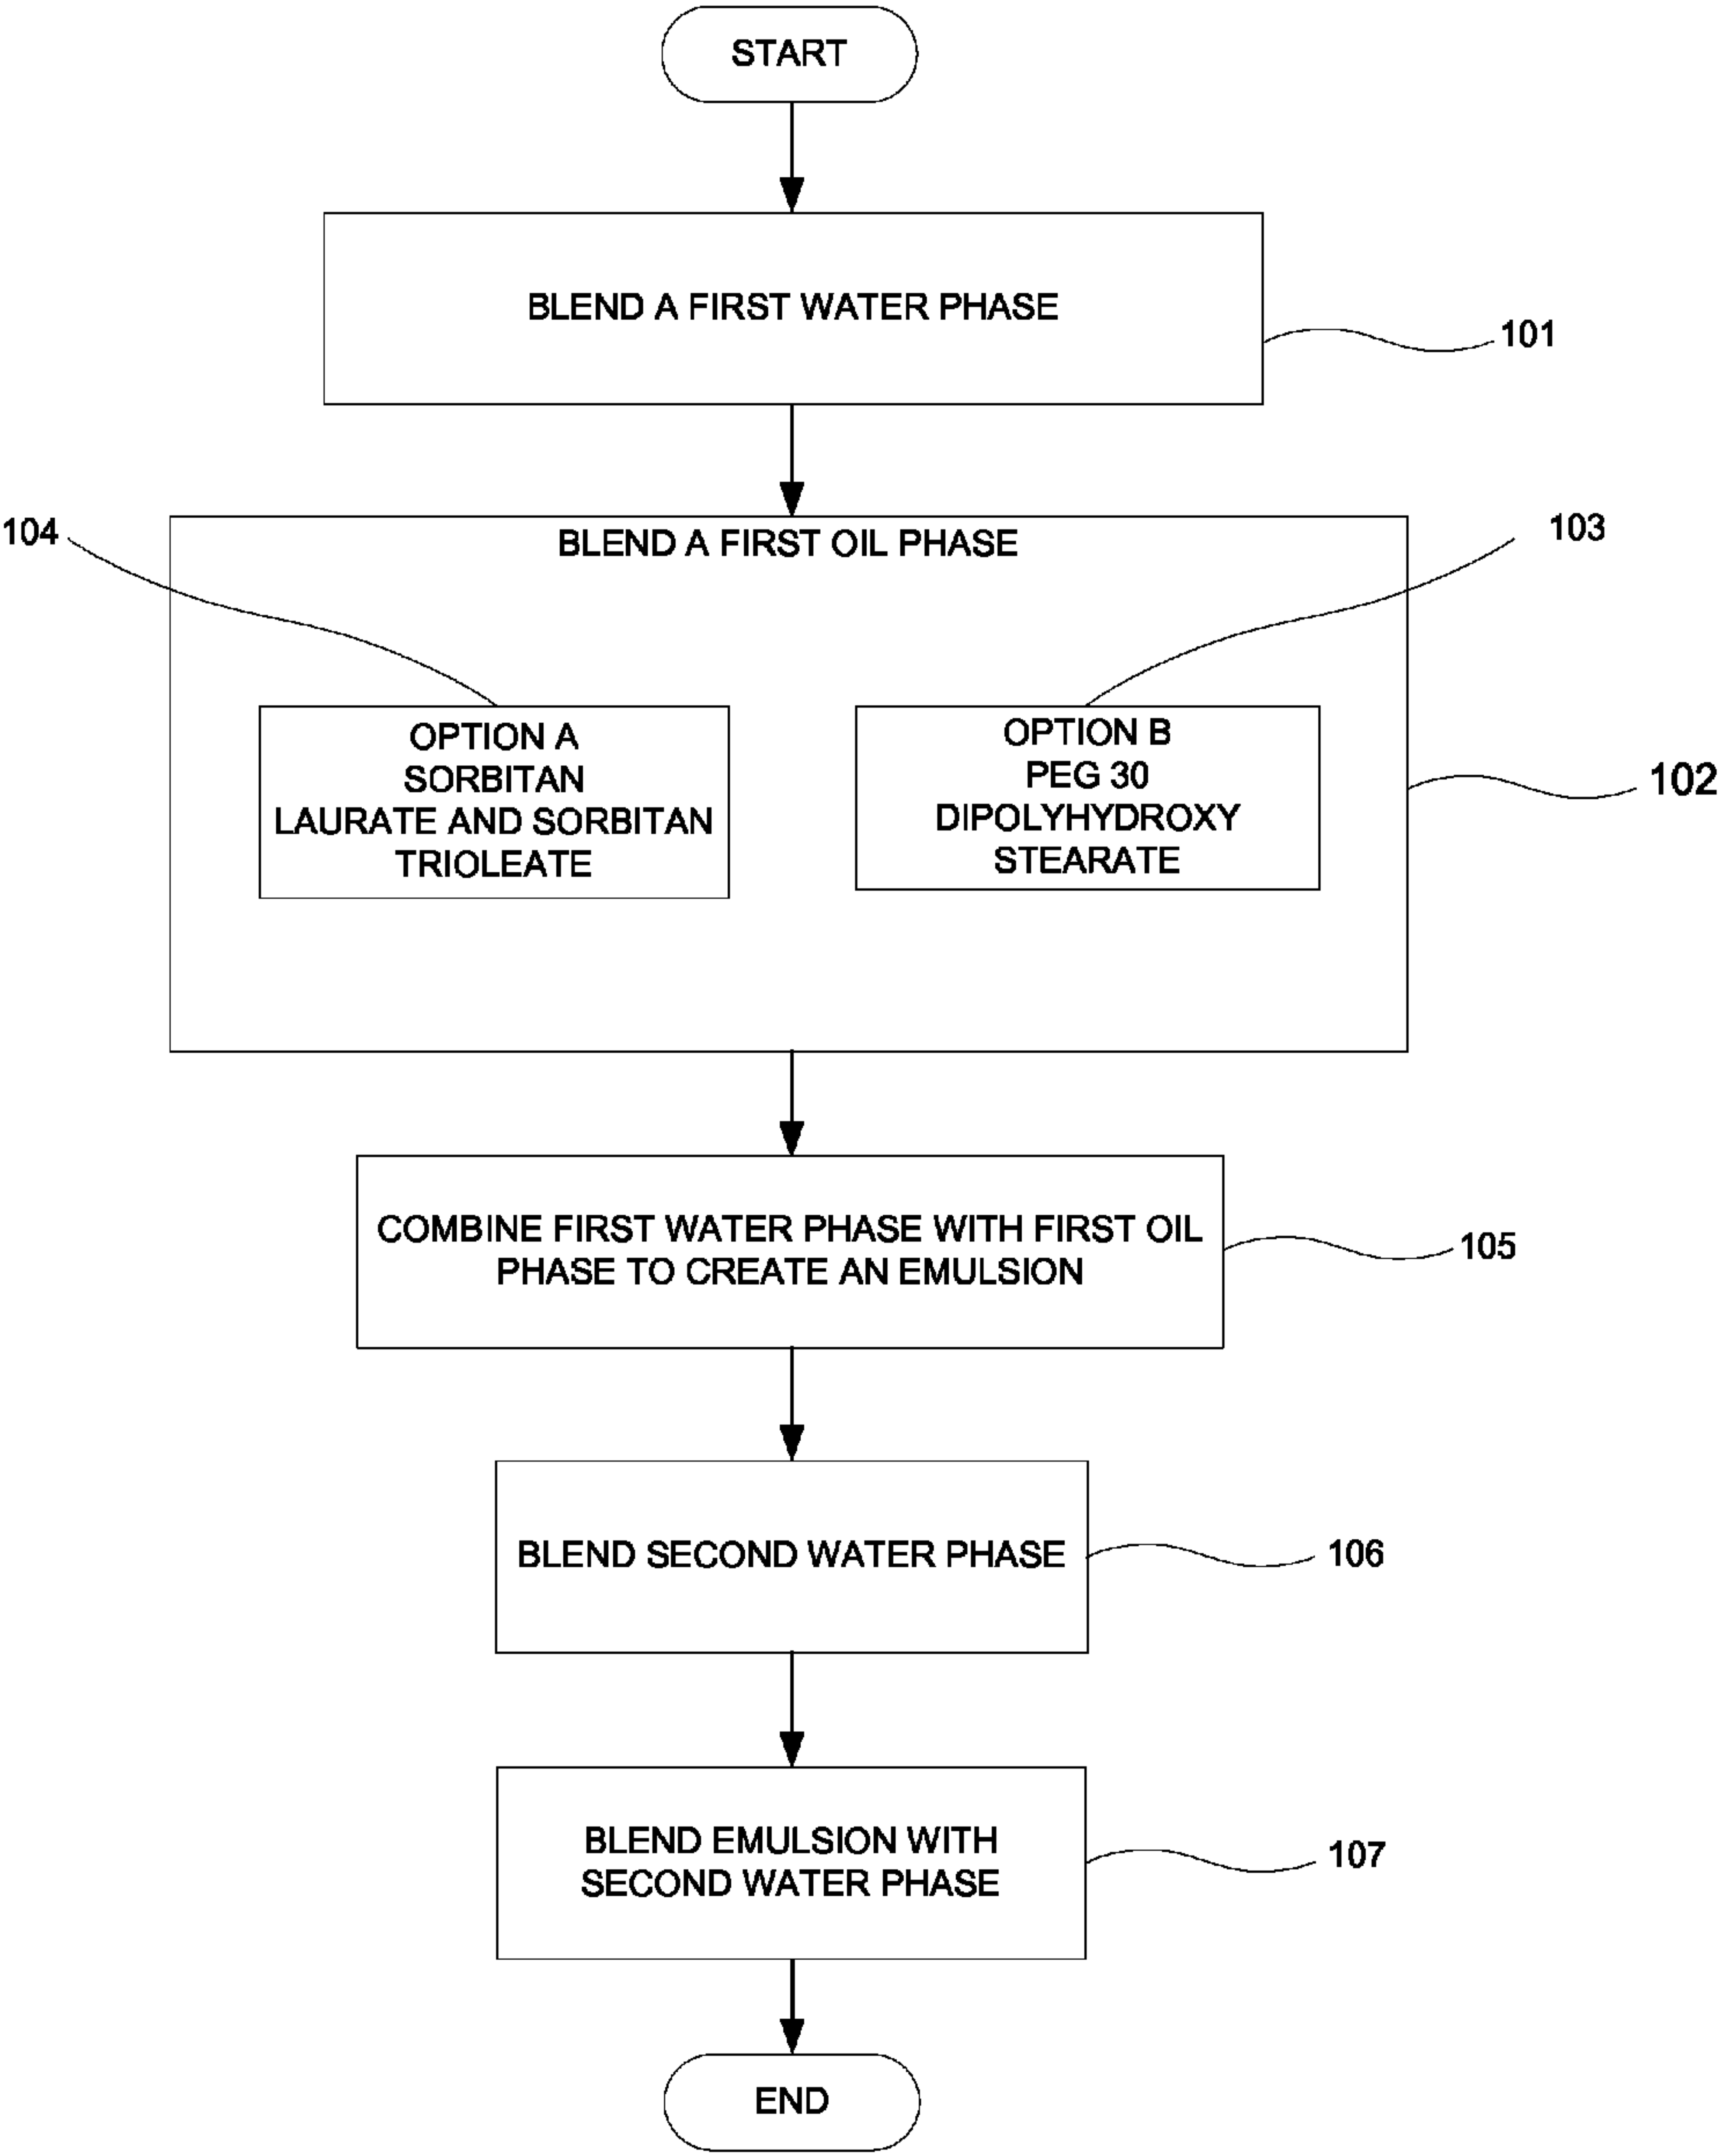 START
BLEND A FIRST WATER PHASE
101
104
BLEND A FIRST OIL PHASE
103
OPTION A
SORBITAN
LAURATE AND SORBITAN
TRIOLEATE
OPTION B
PEG 30
DIPOLYHYDROXY
STEARATE
102
COMBINE FIRST WATER PHASE WITH FIRST OIL
PHASE TO CREATE AN EMULSION
105
BLEND SECOND WATER PHASE
106
BLEND EMULSION WITH
SECOND WATER PHASE
107
END